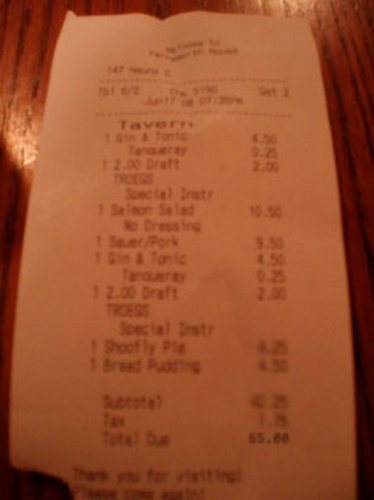 Welcome to
Farnsworth House
147 Hauns C
Tbl 6/2 Chk 5190 Gst 2
Jun17'08 07:36PM
Tavern
1 Gin & Tonic 4.50
Tanqueray 0.25
1 2.00 Draft 2.00
TROEGS
Special Instr
1 Salmon Salad 10.50
No Dressing
1 Sauer/Pork 9.50
1 Gin & Tonic 4.50
Tanqueray 0.25
1 2.00 Draft 2.00
TROEGS
Special Instr
1 Shoofly Pie 4.25
1 Bread Pudding 4.50
Subtotal 42.25
Tax 1.76
Total Due 65.08
Thank you for visiting!
Please come again.